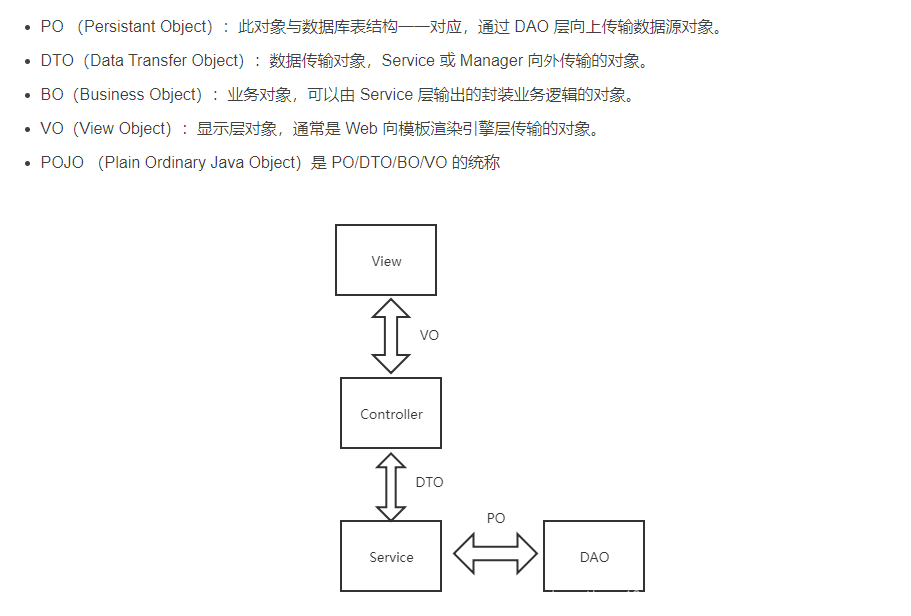 PO （Persistant Object）：此对象与数据库表结构一一对应，通过 DAO 层向上传输数据源对象。
DTO（Data Transfer Object）：数据传输对象，Service 或 Manager 向外传输的对象。
BO（Business Object）：业务对象，可以由 Service 层输出的封装业务逻辑的对象。
VO（View Object）：显示层对象，通常是 Web 向模板渲染引擎层传输的对象。
POJO （Plain Ordinary Java Object）是 PO/DTO/BO/VO 的统称
View
VO
Controller
DTO
PO
Service
DAO